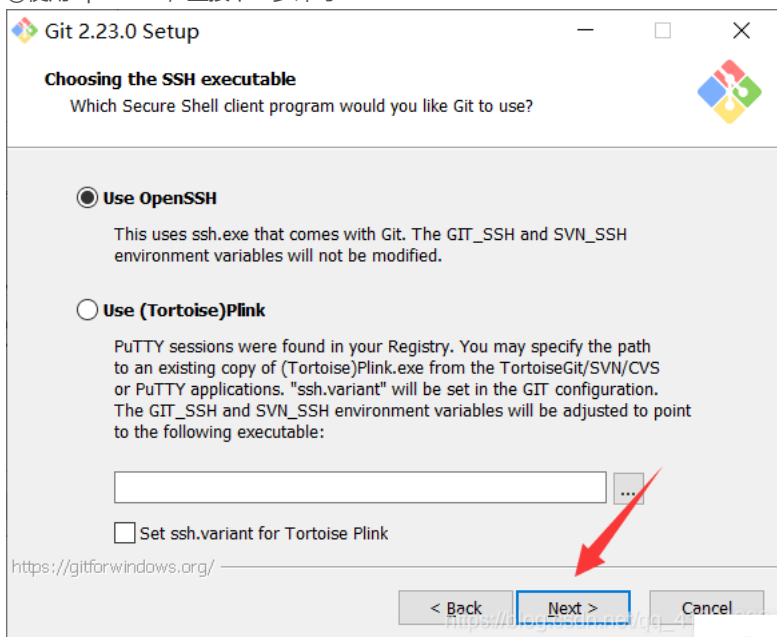 Git 2.23.0 Setup
Choosing the SSH executable
Which Secure Shell client program would you like Git to use?
Use OpenSSH
This uses ssh.exe that comes with Git. The GIT_SSH and SVN_SSH
environment variables will not be modified.
Use (Tortoise)Plink
PuTTY sessions were found in your Registry. You may specify the path
to an existing copy of (Tortoise)Plink.exe from the TortoiseGit/SVN/CVS
or PuTTY applications. "ssh.variant" will be set in the GIT configuration.
The GIT_SSH and SVN_SSH environment variables will be adjusted to point
to the following executable:
...
Set ssh.variant for Tortoise Plink
https://gitforwindows.org/
< Back Next > Cancel
https://blog.csdn.net/qq_4